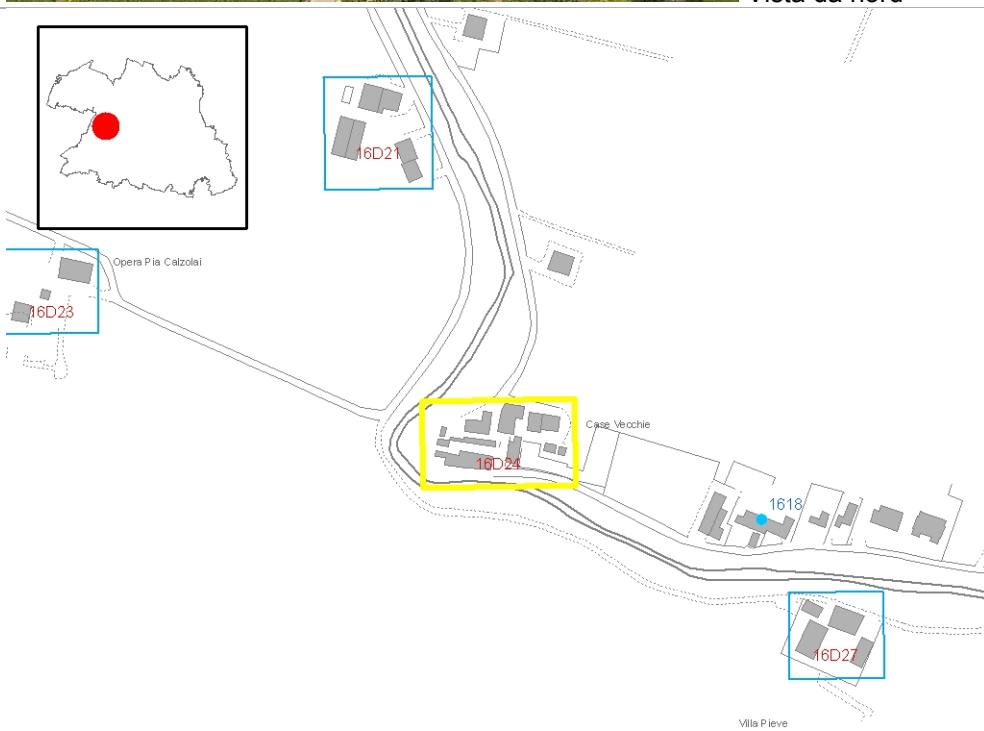 Vista da nord
16D21
Opera Pia Calzolai
16D23
Case Vecchie
16D24
1618
16D27
Villa Pieve